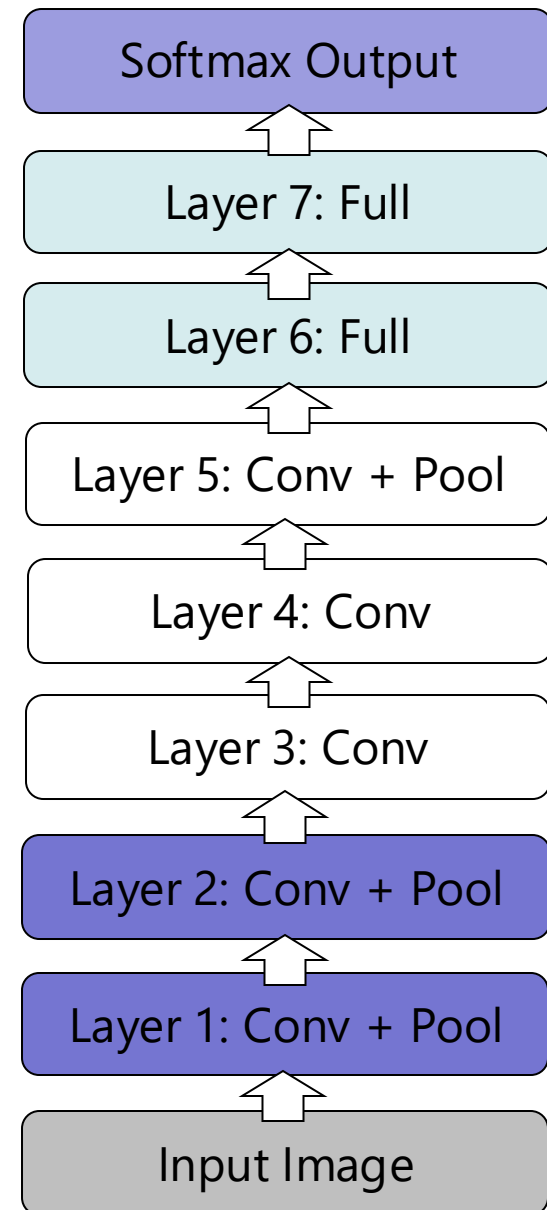 Softmax Output
Layer 7: Full
Layer 6: Full
Layer 5: Conv + Pool
Layer 4: Conv
Layer 3: Conv
Layer 2: Conv + Pool
Layer 1: Conv + Pool
Input Image